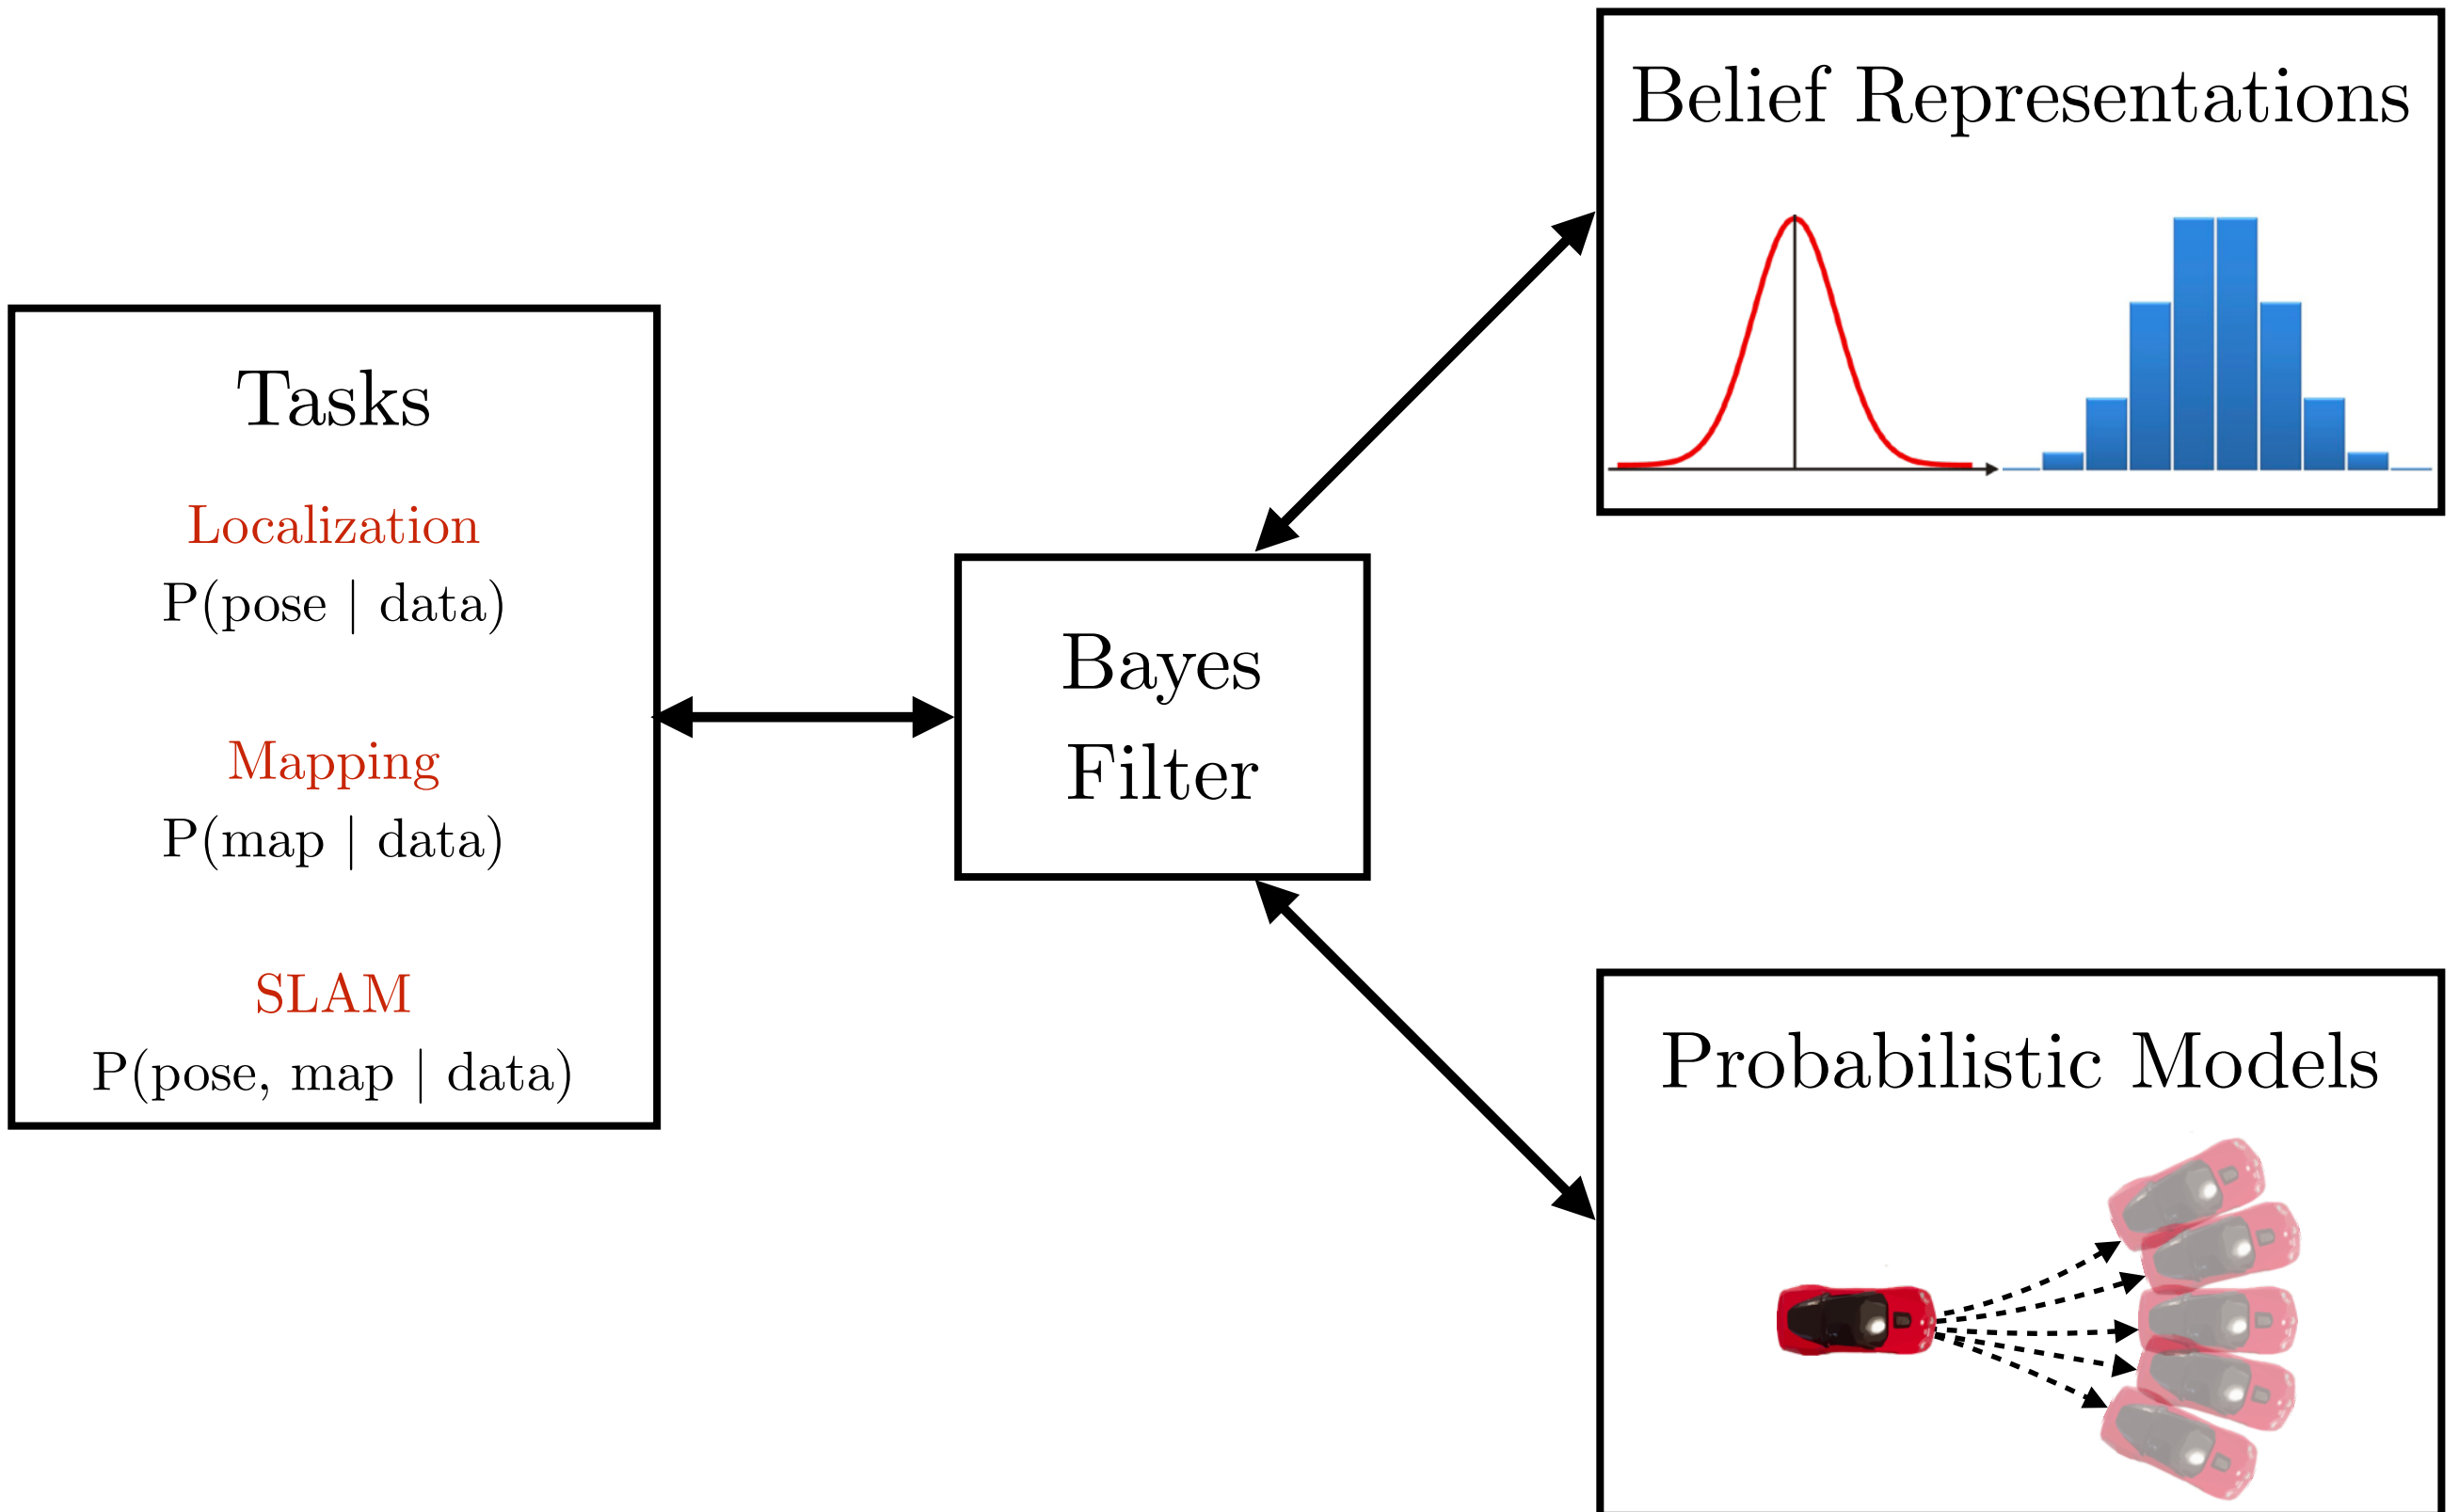 Tasks
Localization
P(pose | data)
Mapping
P(map | data)
SLAM
P(pose, map | data)
Bayes
Filter
Belief Representations
Probabilistic Models